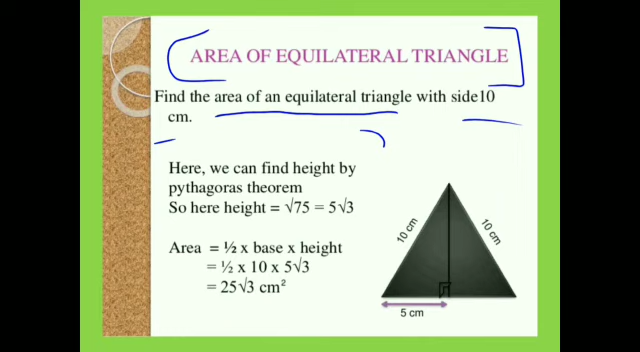 AREA OF EQUILATERAL TRIANGLE
Find the area of an equilateral triangle with side10
cm.
Here, we can find height by
pythagoras theorem
So here height = √75 = 5√3
Area = ½ x base x height
= ½ x 10 x 5√3
= 25√3 cm²
10 cm
10 cm
5 cm